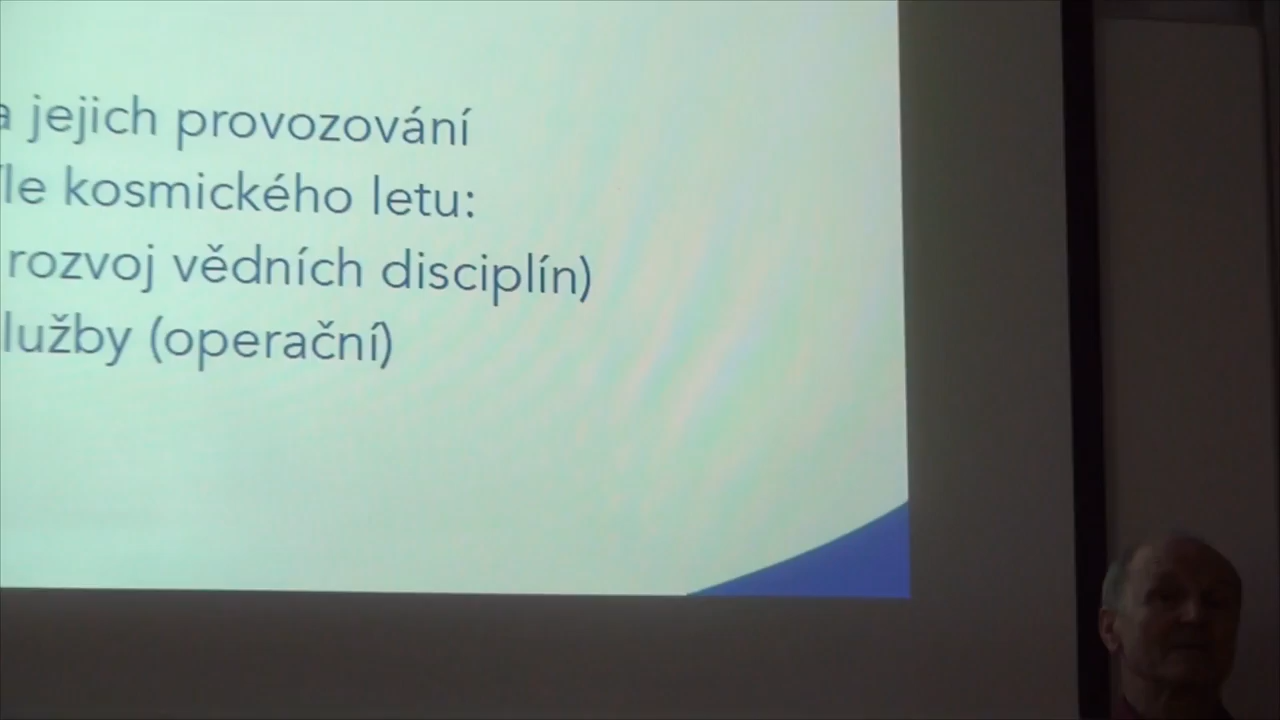 a jejich provozování
le kosmického letu:
rozvoj vědních disciplín)
lužby (operační)